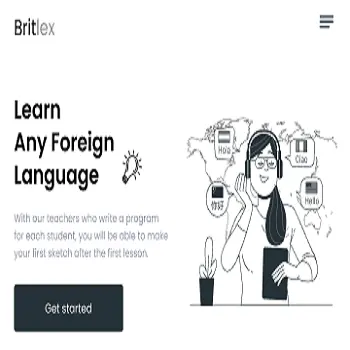 Britlex
Learn
Any Foreign
Language
With our teachers who write a program
for each student, you will be able to make
your first sketch after the first lesson.
Get started
Hola
Ciao
你好
Hello